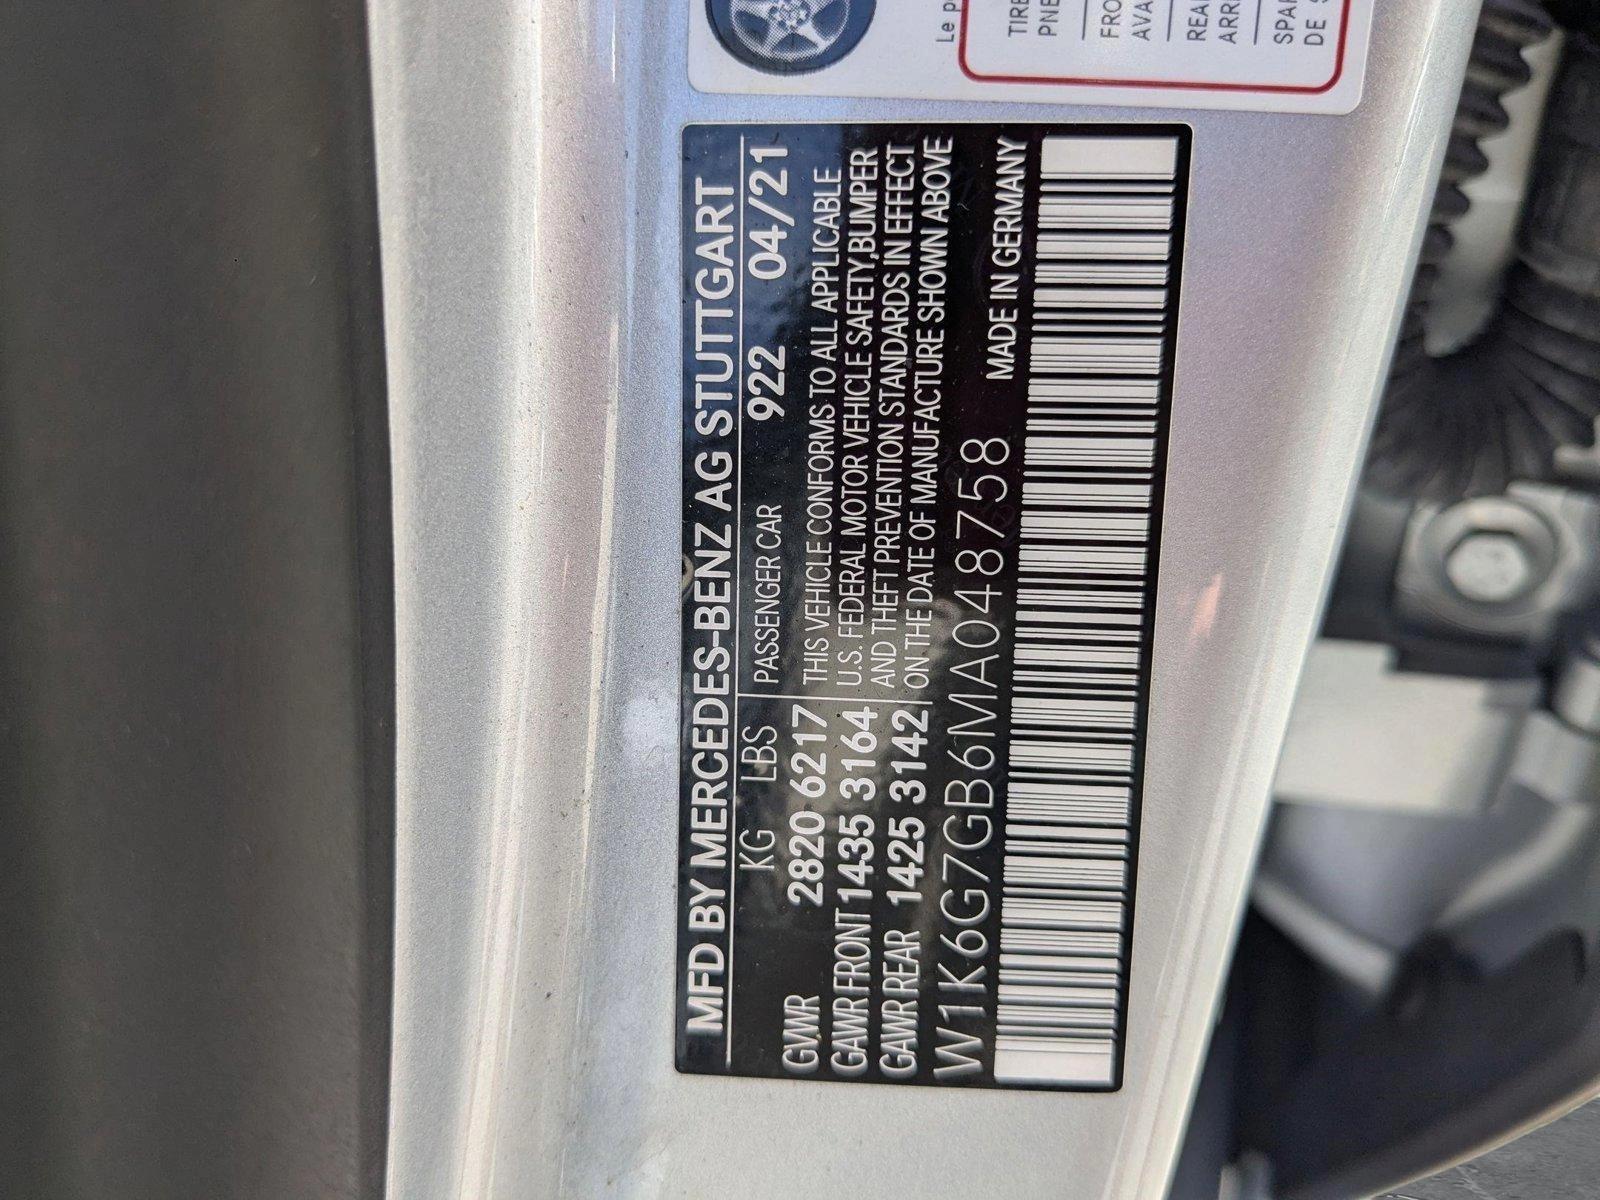 Le p
TIRE
PNE
FRO
AVA
REAR
ARRI
SPAR
DE S
MFD BY MERCEDES-BENZ AG STUTTGART
KG LBS PASSENGER CAR 922 04/21
GVWR 2820 6217
GAWR FRONT 1435 3164
GAWR REAR 1425 3142
THIS VEHICLE CONFORMS TO ALL APPLICABLE
U.S. FEDERAL MOTOR VEHICLE SAFETY,BUMPER
AND THEFT PREVENTION STANDARDS IN EFFECT
ON THE DATE OF MANUFACTURE SHOWN ABOVE
W1K6G7GB6MA048758 MADE IN GERMANY